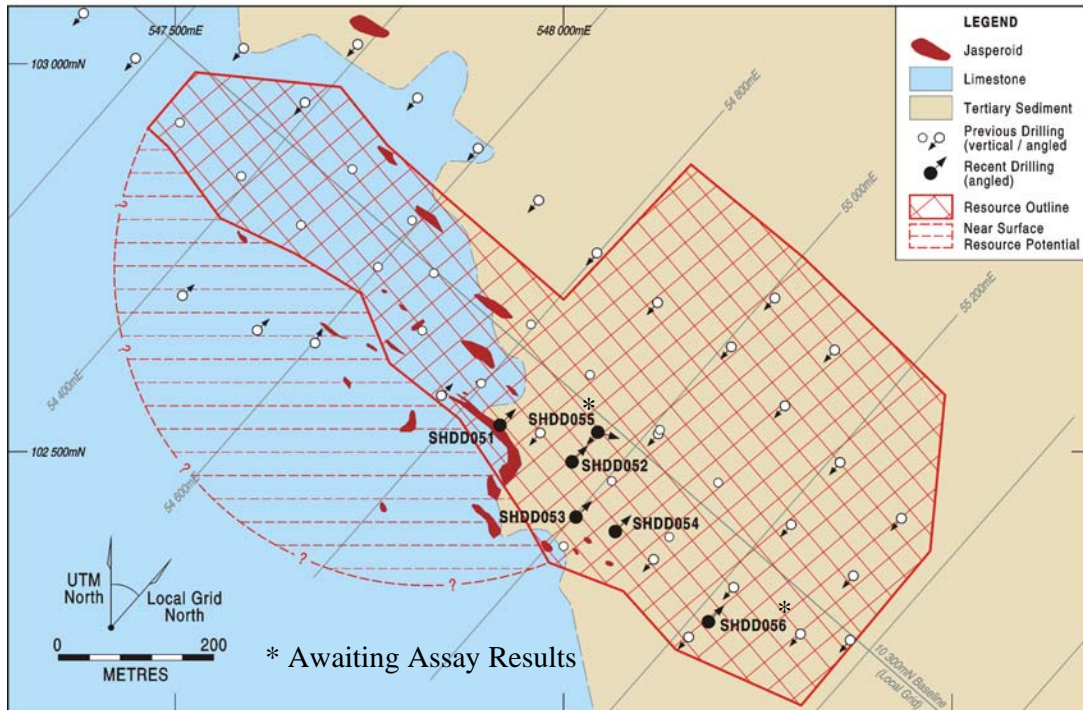 547 500mE
548 000mE
103 000mN
54 800mE
55 000mE
55 200mE
LEGEND
Jasperoid
Limestone
Tertiary Sediment
Previous Drilling
(vertical / angled
Recent Drilling
(angled)
Resource Outline
Near Surface
Resource Potential
?
?
?
?
?
?
?
54 400mE
*
SHDD055
SHDD051
102 500mN
SHDD052
54 600mE
SHDD053
SHDD054
*
SHDD056
UTM
North
Local Grid
North
0 200
METRES
* Awaiting Assay Results
10 300mN Baseline
(Local Grid)